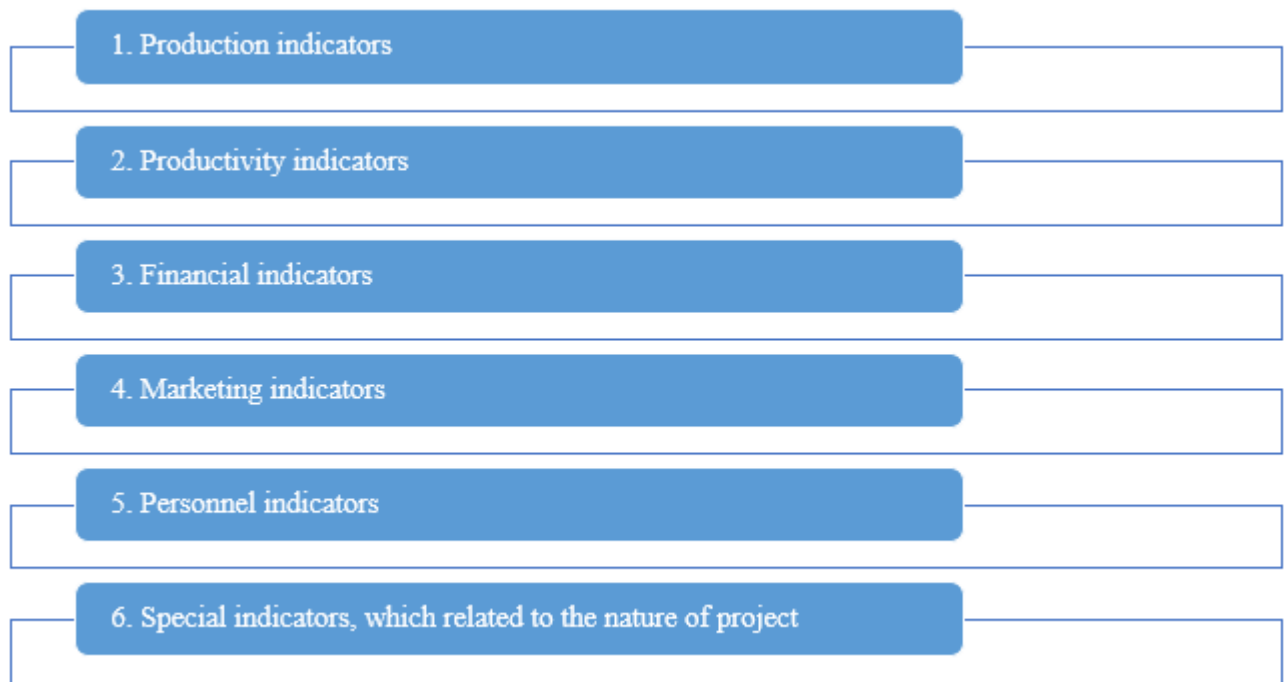 1. Production indicators
2. Productivity indicators
3. Financial indicators
4. Marketing indicators
5. Personnel indicators
6. Special indicators, which related to the nature of project